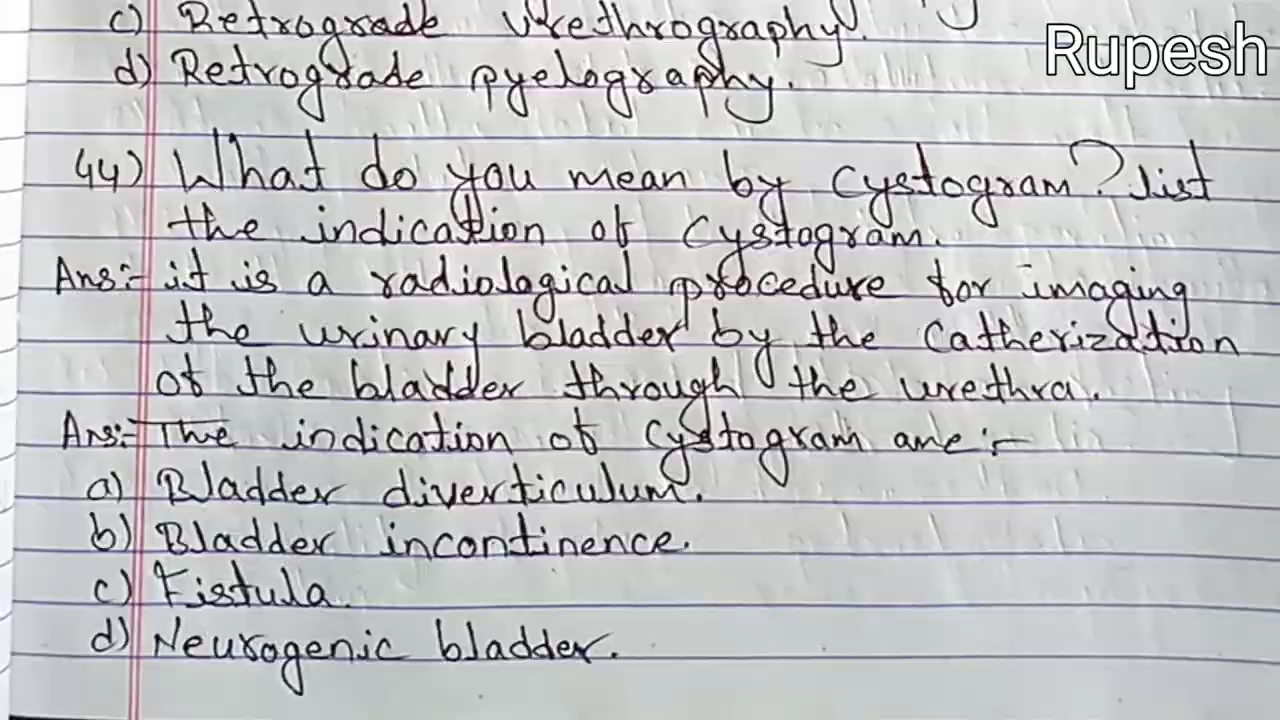 c) Retrograde Urethrography.
Rupesh
d) Retrograde pyelography.
44) What do you mean by Cystogram? List
the indication of Cystogram.
Ans:- it is a radiological procedure for imaging
the urinary bladder by the Catherization
of the bladder through the urethra.
Ans:- The indication of Cystogram are:-
a) Bladder diverticulum.
b) Bladder incontinence.
c) Fistula.
d) Neurogenic bladder.